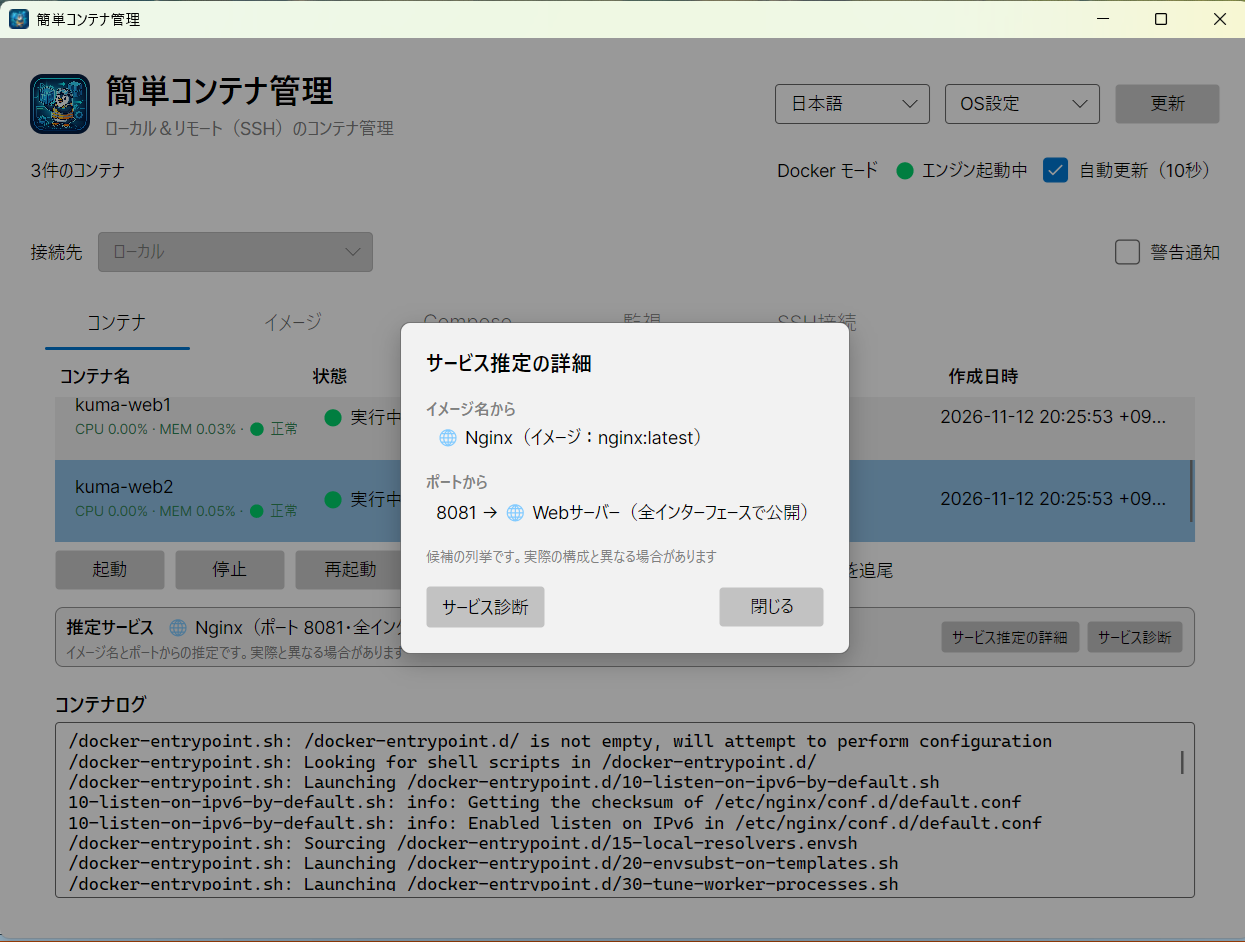 簡単コンテナ管理
簡単コンテナ管理
ローカル＆リモート（SSH）のコンテナ管理
日本語
OS設定
更新
3件のコンテナ
Docker モード
エンジン起動中
自動更新（10秒）
接続先
ローカル
警告通知
コンテナ
イメージ
Compose
監視
SSH接続
コンテナ名
状態
作成日時
kuma-web1
CPU 0.00% · MEM 0.03% · 正常
実行中
2026-11-12 20:25:53 +09...
kuma-web2
CPU 0.00% · MEM 0.05% · 正常
実行中
2026-11-12 20:25:53 +09...
起動
停止
再起動
を追尾
推定サービス
Nginx（ポート 8081・全イン
イメージ名とポートからの推定です。実際と異なる場合があります
サービス推定の詳細
サービス診断
サービス推定の詳細
イメージ名から
Nginx（イメージ：nginx:latest）
ポートから
8081 → Webサーバー（全インターフェースで公開）
候補の列挙です。実際の構成と異なる場合があります
サービス診断
閉じる
コンテナログ
/docker-entrypoint.sh: /docker-entrypoint.d/ is not empty, will attempt to perform configuration
/docker-entrypoint.sh: Looking for shell scripts in /docker-entrypoint.d/
/docker-entrypoint.sh: Launching /docker-entrypoint.d/10-listen-on-ipv6-by-default.sh
10-listen-on-ipv6-by-default.sh: info: Getting the checksum of /etc/nginx/conf.d/default.conf
10-listen-on-ipv6-by-default.sh: info: Enabled listen on IPv6 in /etc/nginx/conf.d/default.conf
/docker-entrypoint.sh: Sourcing /docker-entrypoint.d/15-local-resolvers.envsh
/docker-entrypoint.sh: Launching /docker-entrypoint.d/20-envsubst-on-templates.sh
/docker-entrypoint.sh: Launching /docker-entrypoint.d/30-tune-worker-processes.sh